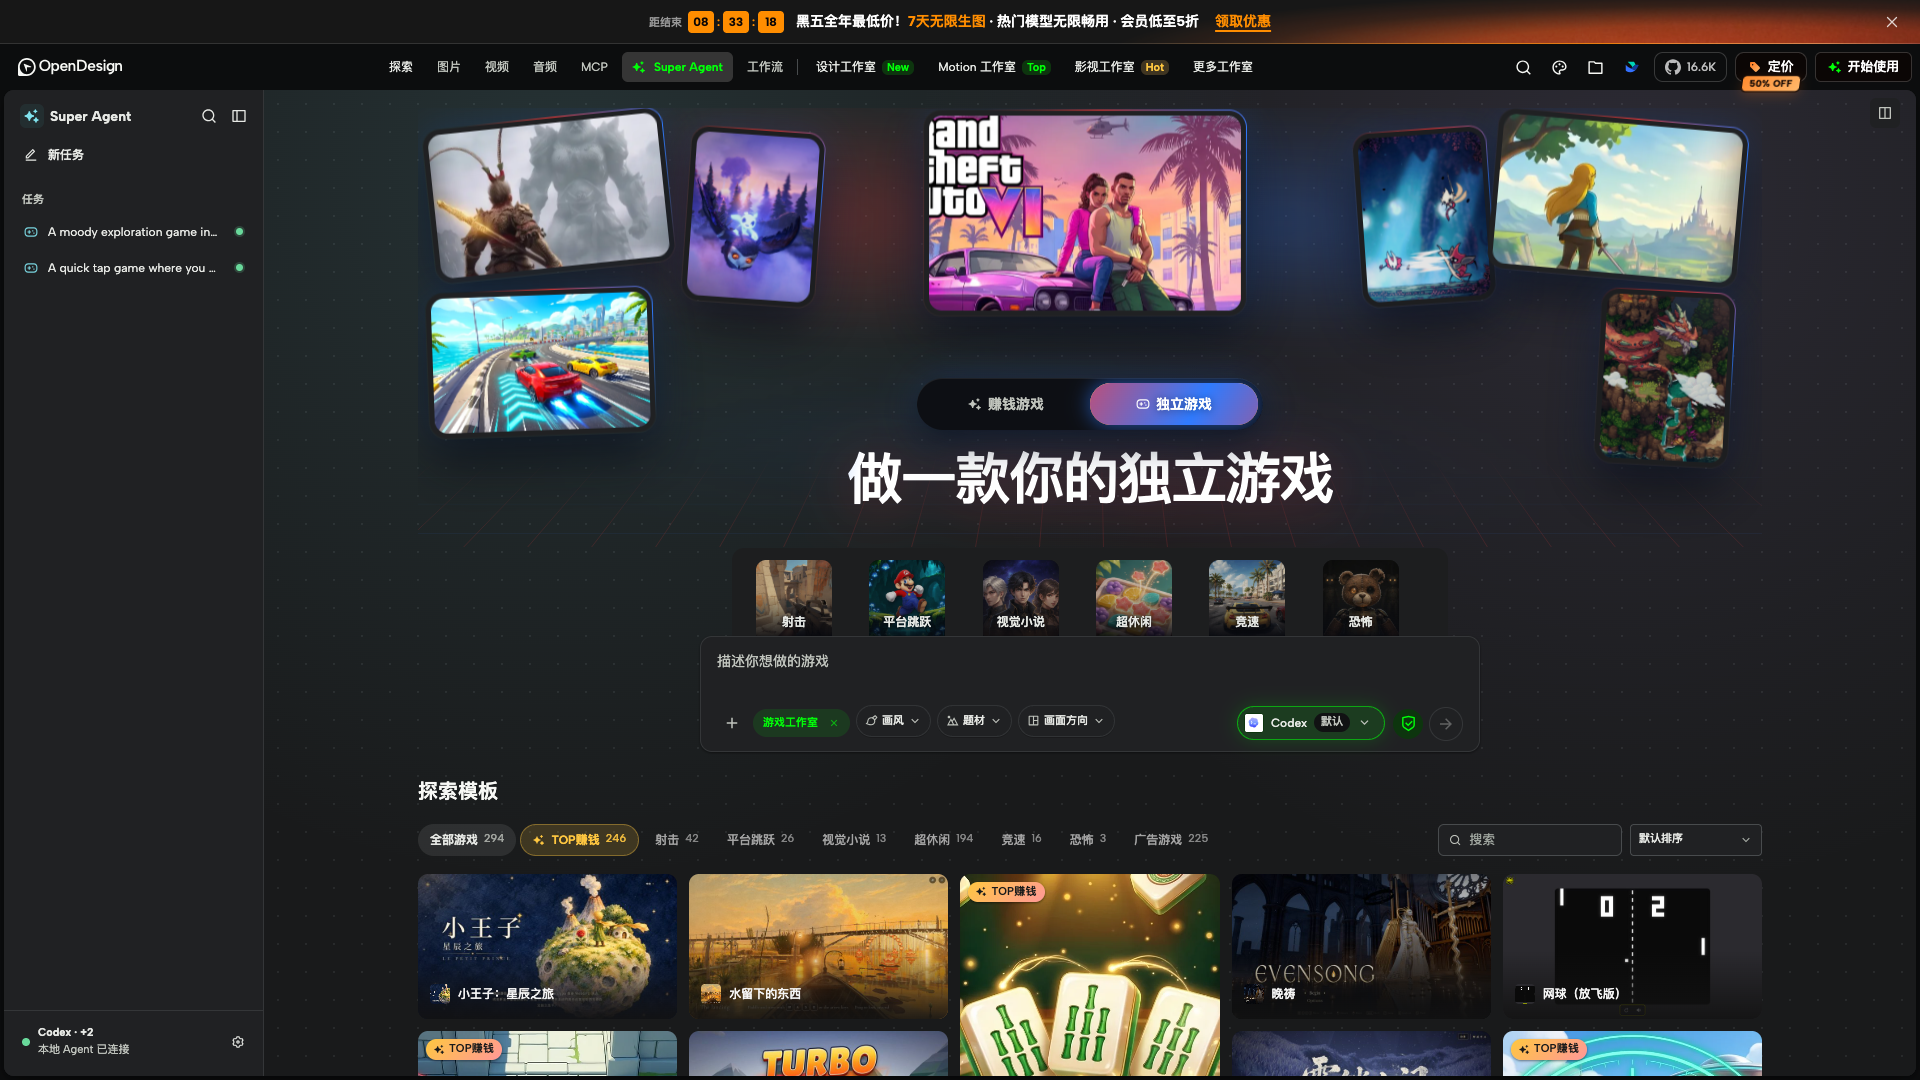 距结束 08 : 33 : 18 黑五全年最低价！7天无限生图 · 热门模型无限畅用 · 会员低至5折 领取优惠
OpenDesign
探索 图片 视频 音频 MCP Super Agent 工作流 设计工作室 New Motion 工作室 Top 影视工作室 Hot 更多工作室
16.6K
定价
50% OFF
开始使用
Super Agent
新任务
任务
A moody exploration game in...
A quick tap game where you ...
rand
Theft
Auto VI
赚钱游戏
独立游戏
做一款你的独立游戏
射击
平台跳跃
视觉小说
超休闲
竞速
恐怖
描述你想做的游戏
游戏工作室
画风
题材
画面方向
Codex 默认
探索模板
全部游戏 294
TOP赚钱 246
射击 42
平台跳跃 26
视觉小说 13
超休闲 194
竞速 16
恐怖 3
广告游戏 225
搜索
默认排序
小王子
星辰之旅
LE PETIT PRINCE
小王子：星辰之旅
水留下的东西
TOP赚钱
EVENSONG
晚祷
0 2
网球（放飞版）
TOP赚钱
TURBO
TOP赚钱
Codex · +2
本地 Agent 已连接